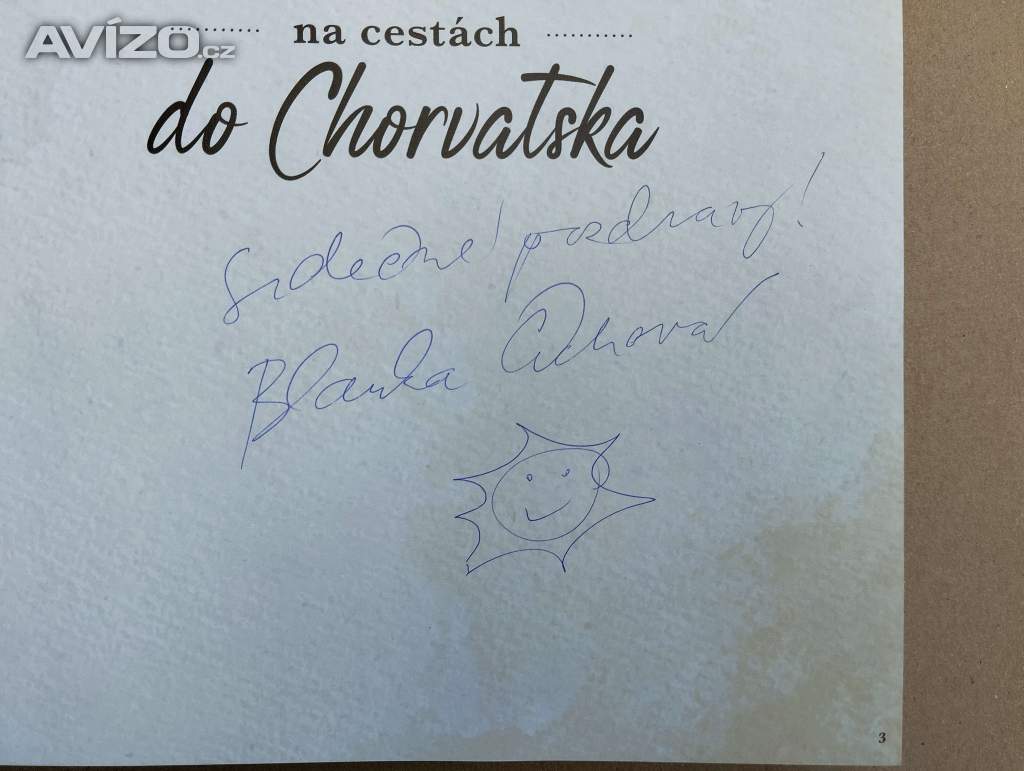 AVÍZO.cz
na cestách
do Chorvatska
Srdečné pozdravy!
Blanka
3